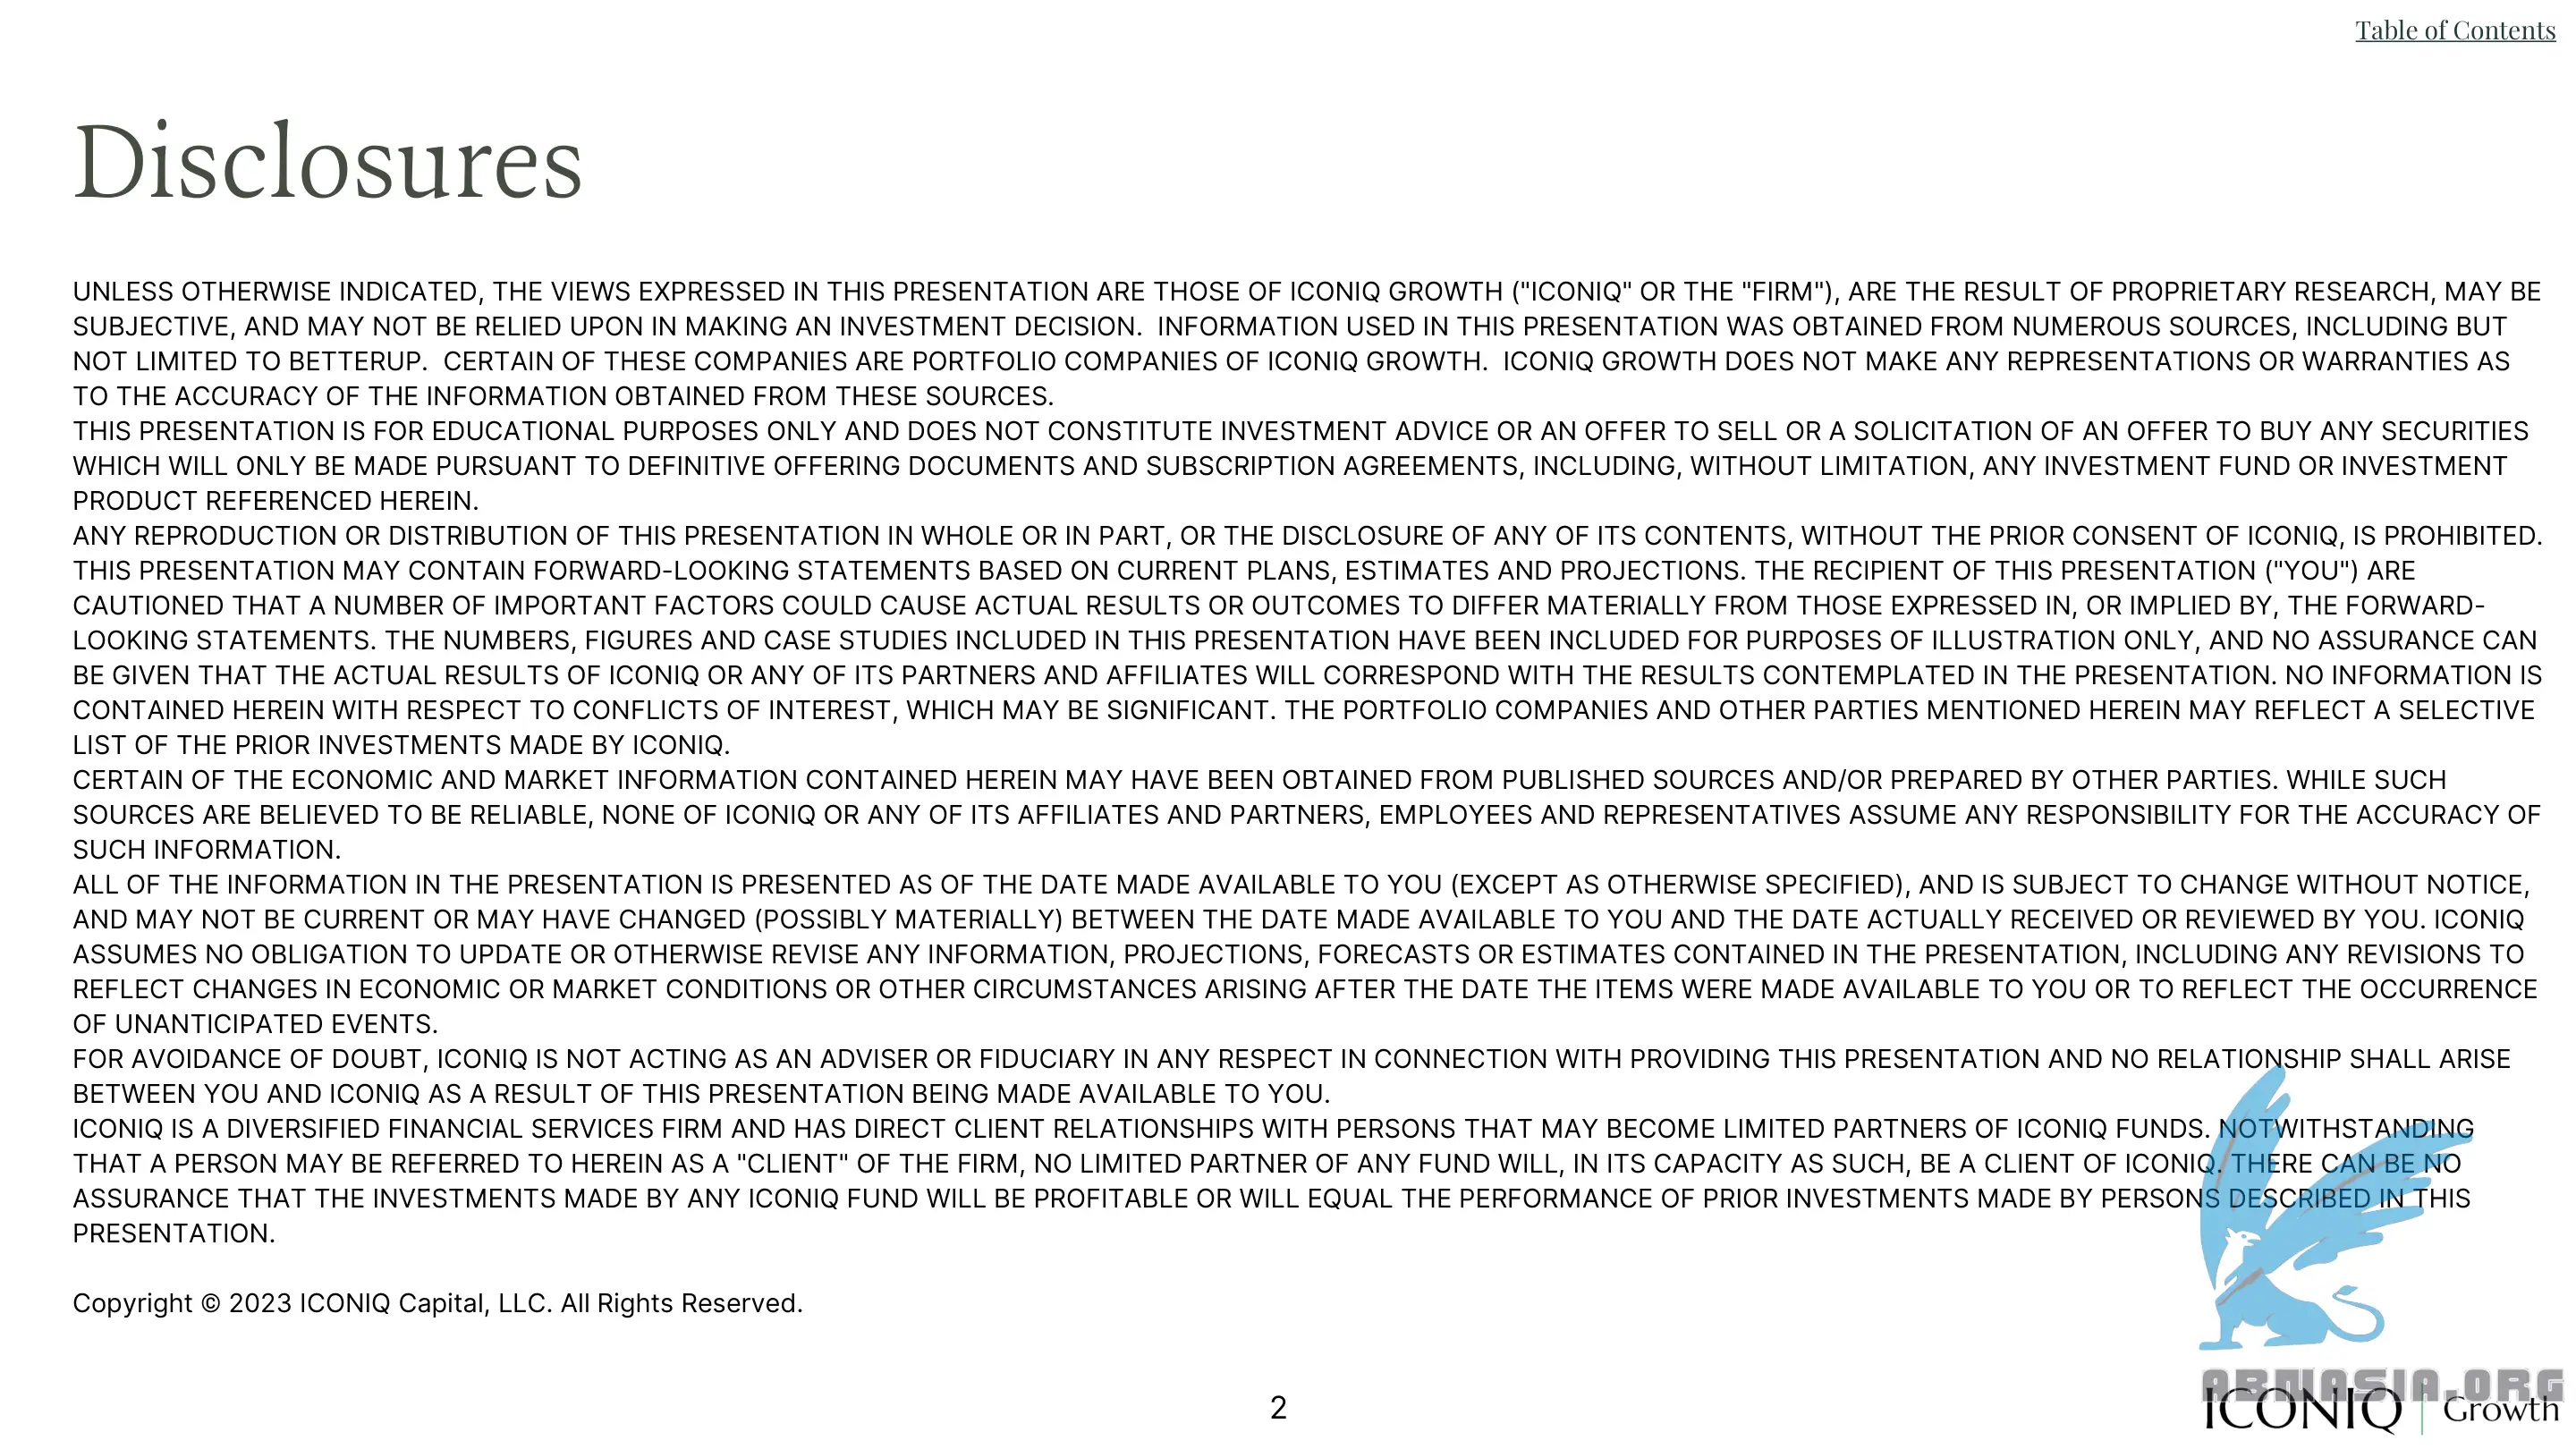 Table of Contents
Disclosures
UNLESS OTHERWISE INDICATED, THE VIEWS EXPRESSED IN THIS PRESENTATION ARE THOSE OF ICONIQ GROWTH ("ICONIQ" OR THE "FIRM"), ARE THE RESULT OF PROPRIETARY RESEARCH, MAY BE
SUBJECTIVE, AND MAY NOT BE RELIED UPON IN MAKING AN INVESTMENT DECISION.  INFORMATION USED IN THIS PRESENTATION WAS OBTAINED FROM NUMEROUS SOURCES, INCLUDING BUT
NOT LIMITED TO BETTERUP.  CERTAIN OF THESE COMPANIES ARE PORTFOLIO COMPANIES OF ICONIQ GROWTH.  ICONIQ GROWTH DOES NOT MAKE ANY REPRESENTATIONS OR WARRANTIES AS
TO THE ACCURACY OF THE INFORMATION OBTAINED FROM THESE SOURCES.
THIS PRESENTATION IS FOR EDUCATIONAL PURPOSES ONLY AND DOES NOT CONSTITUTE INVESTMENT ADVICE OR AN OFFER TO SELL OR A SOLICITATION OF AN OFFER TO BUY ANY SECURITIES
WHICH WILL ONLY BE MADE PURSUANT TO DEFINITIVE OFFERING DOCUMENTS AND SUBSCRIPTION AGREEMENTS, INCLUDING, WITHOUT LIMITATION, ANY INVESTMENT FUND OR INVESTMENT
PRODUCT REFERENCED HEREIN.
ANY REPRODUCTION OR DISTRIBUTION OF THIS PRESENTATION IN WHOLE OR IN PART, OR THE DISCLOSURE OF ANY OF ITS CONTENTS, WITHOUT THE PRIOR CONSENT OF ICONIQ, IS PROHIBITED.
THIS PRESENTATION MAY CONTAIN FORWARD-LOOKING STATEMENTS BASED ON CURRENT PLANS, ESTIMATES AND PROJECTIONS. THE RECIPIENT OF THIS PRESENTATION ("YOU") ARE
CAUTIONED THAT A NUMBER OF IMPORTANT FACTORS COULD CAUSE ACTUAL RESULTS OR OUTCOMES TO DIFFER MATERIALLY FROM THOSE EXPRESSED IN, OR IMPLIED BY, THE FORWARD-
LOOKING STATEMENTS. THE NUMBERS, FIGURES AND CASE STUDIES INCLUDED IN THIS PRESENTATION HAVE BEEN INCLUDED FOR PURPOSES OF ILLUSTRATION ONLY, AND NO ASSURANCE CAN
BE GIVEN THAT THE ACTUAL RESULTS OF ICONIQ OR ANY OF ITS PARTNERS AND AFFILIATES WILL CORRESPOND WITH THE RESULTS CONTEMPLATED IN THE PRESENTATION. NO INFORMATION IS
CONTAINED HEREIN WITH RESPECT TO CONFLICTS OF INTEREST, WHICH MAY BE SIGNIFICANT. THE PORTFOLIO COMPANIES AND OTHER PARTIES MENTIONED HEREIN MAY REFLECT A SELECTIVE
LIST OF THE PRIOR INVESTMENTS MADE BY ICONIQ.
CERTAIN OF THE ECONOMIC AND MARKET INFORMATION CONTAINED HEREIN MAY HAVE BEEN OBTAINED FROM PUBLISHED SOURCES AND/OR PREPARED BY OTHER PARTIES. WHILE SUCH
SOURCES ARE BELIEVED TO BE RELIABLE, NONE OF ICONIQ OR ANY OF ITS AFFILIATES AND PARTNERS, EMPLOYEES AND REPRESENTATIVES ASSUME ANY RESPONSIBILITY FOR THE ACCURACY OF
SUCH INFORMATION.
ALL OF THE INFORMATION IN THE PRESENTATION IS PRESENTED AS OF THE DATE MADE AVAILABLE TO YOU (EXCEPT AS OTHERWISE SPECIFIED), AND IS SUBJECT TO CHANGE WITHOUT NOTICE,
AND MAY NOT BE CURRENT OR MAY HAVE CHANGED (POSSIBLY MATERIALLY) BETWEEN THE DATE MADE AVAILABLE TO YOU AND THE DATE ACTUALLY RECEIVED OR REVIEWED BY YOU. ICONIQ
ASSUMES NO OBLIGATION TO UPDATE OR OTHERWISE REVISE ANY INFORMATION, PROJECTIONS, FORECASTS OR ESTIMATES CONTAINED IN THE PRESENTATION, INCLUDING ANY REVISIONS TO
REFLECT CHANGES IN ECONOMIC OR MARKET CONDITIONS OR OTHER CIRCUMSTANCES ARISING AFTER THE DATE THE ITEMS WERE MADE AVAILABLE TO YOU OR TO REFLECT THE OCCURRENCE
OF UNANTICIPATED EVENTS.
FOR AVOIDANCE OF DOUBT, ICONIQ IS NOT ACTING AS AN ADVISER OR FIDUCIARY IN ANY RESPECT IN CONNECTION WITH PROVIDING THIS PRESENTATION AND NO RELATIONSHIP SHALL ARISE
BETWEEN YOU AND ICONIQ AS A RESULT OF THIS PRESENTATION BEING MADE AVAILABLE TO YOU.
ICONIQ IS A DIVERSIFIED FINANCIAL SERVICES FIRM AND HAS DIRECT CLIENT RELATIONSHIPS WITH PERSONS THAT MAY BECOME LIMITED PARTNERS OF ICONIQ FUNDS. NOTWITHSTANDING
THAT A PERSON MAY BE REFERRED TO HEREIN AS A "CLIENT" OF THE FIRM, NO LIMITED PARTNER OF ANY FUND WILL, IN ITS CAPACITY AS SUCH, BE A CLIENT OF ICONIQ. THERE CAN BE NO
ASSURANCE THAT THE INVESTMENTS MADE BY ANY ICONIQ FUND WILL BE PROFITABLE OR WILL EQUAL THE PERFORMANCE OF PRIOR INVESTMENTS MADE BY PERSONS DESCRIBED IN THIS
PRESENTATION.
Copyright © 2023 ICONIQ Capital, LLC. All Rights Reserved.
ABNASIA.ORG
2
ICONIQ | Growth